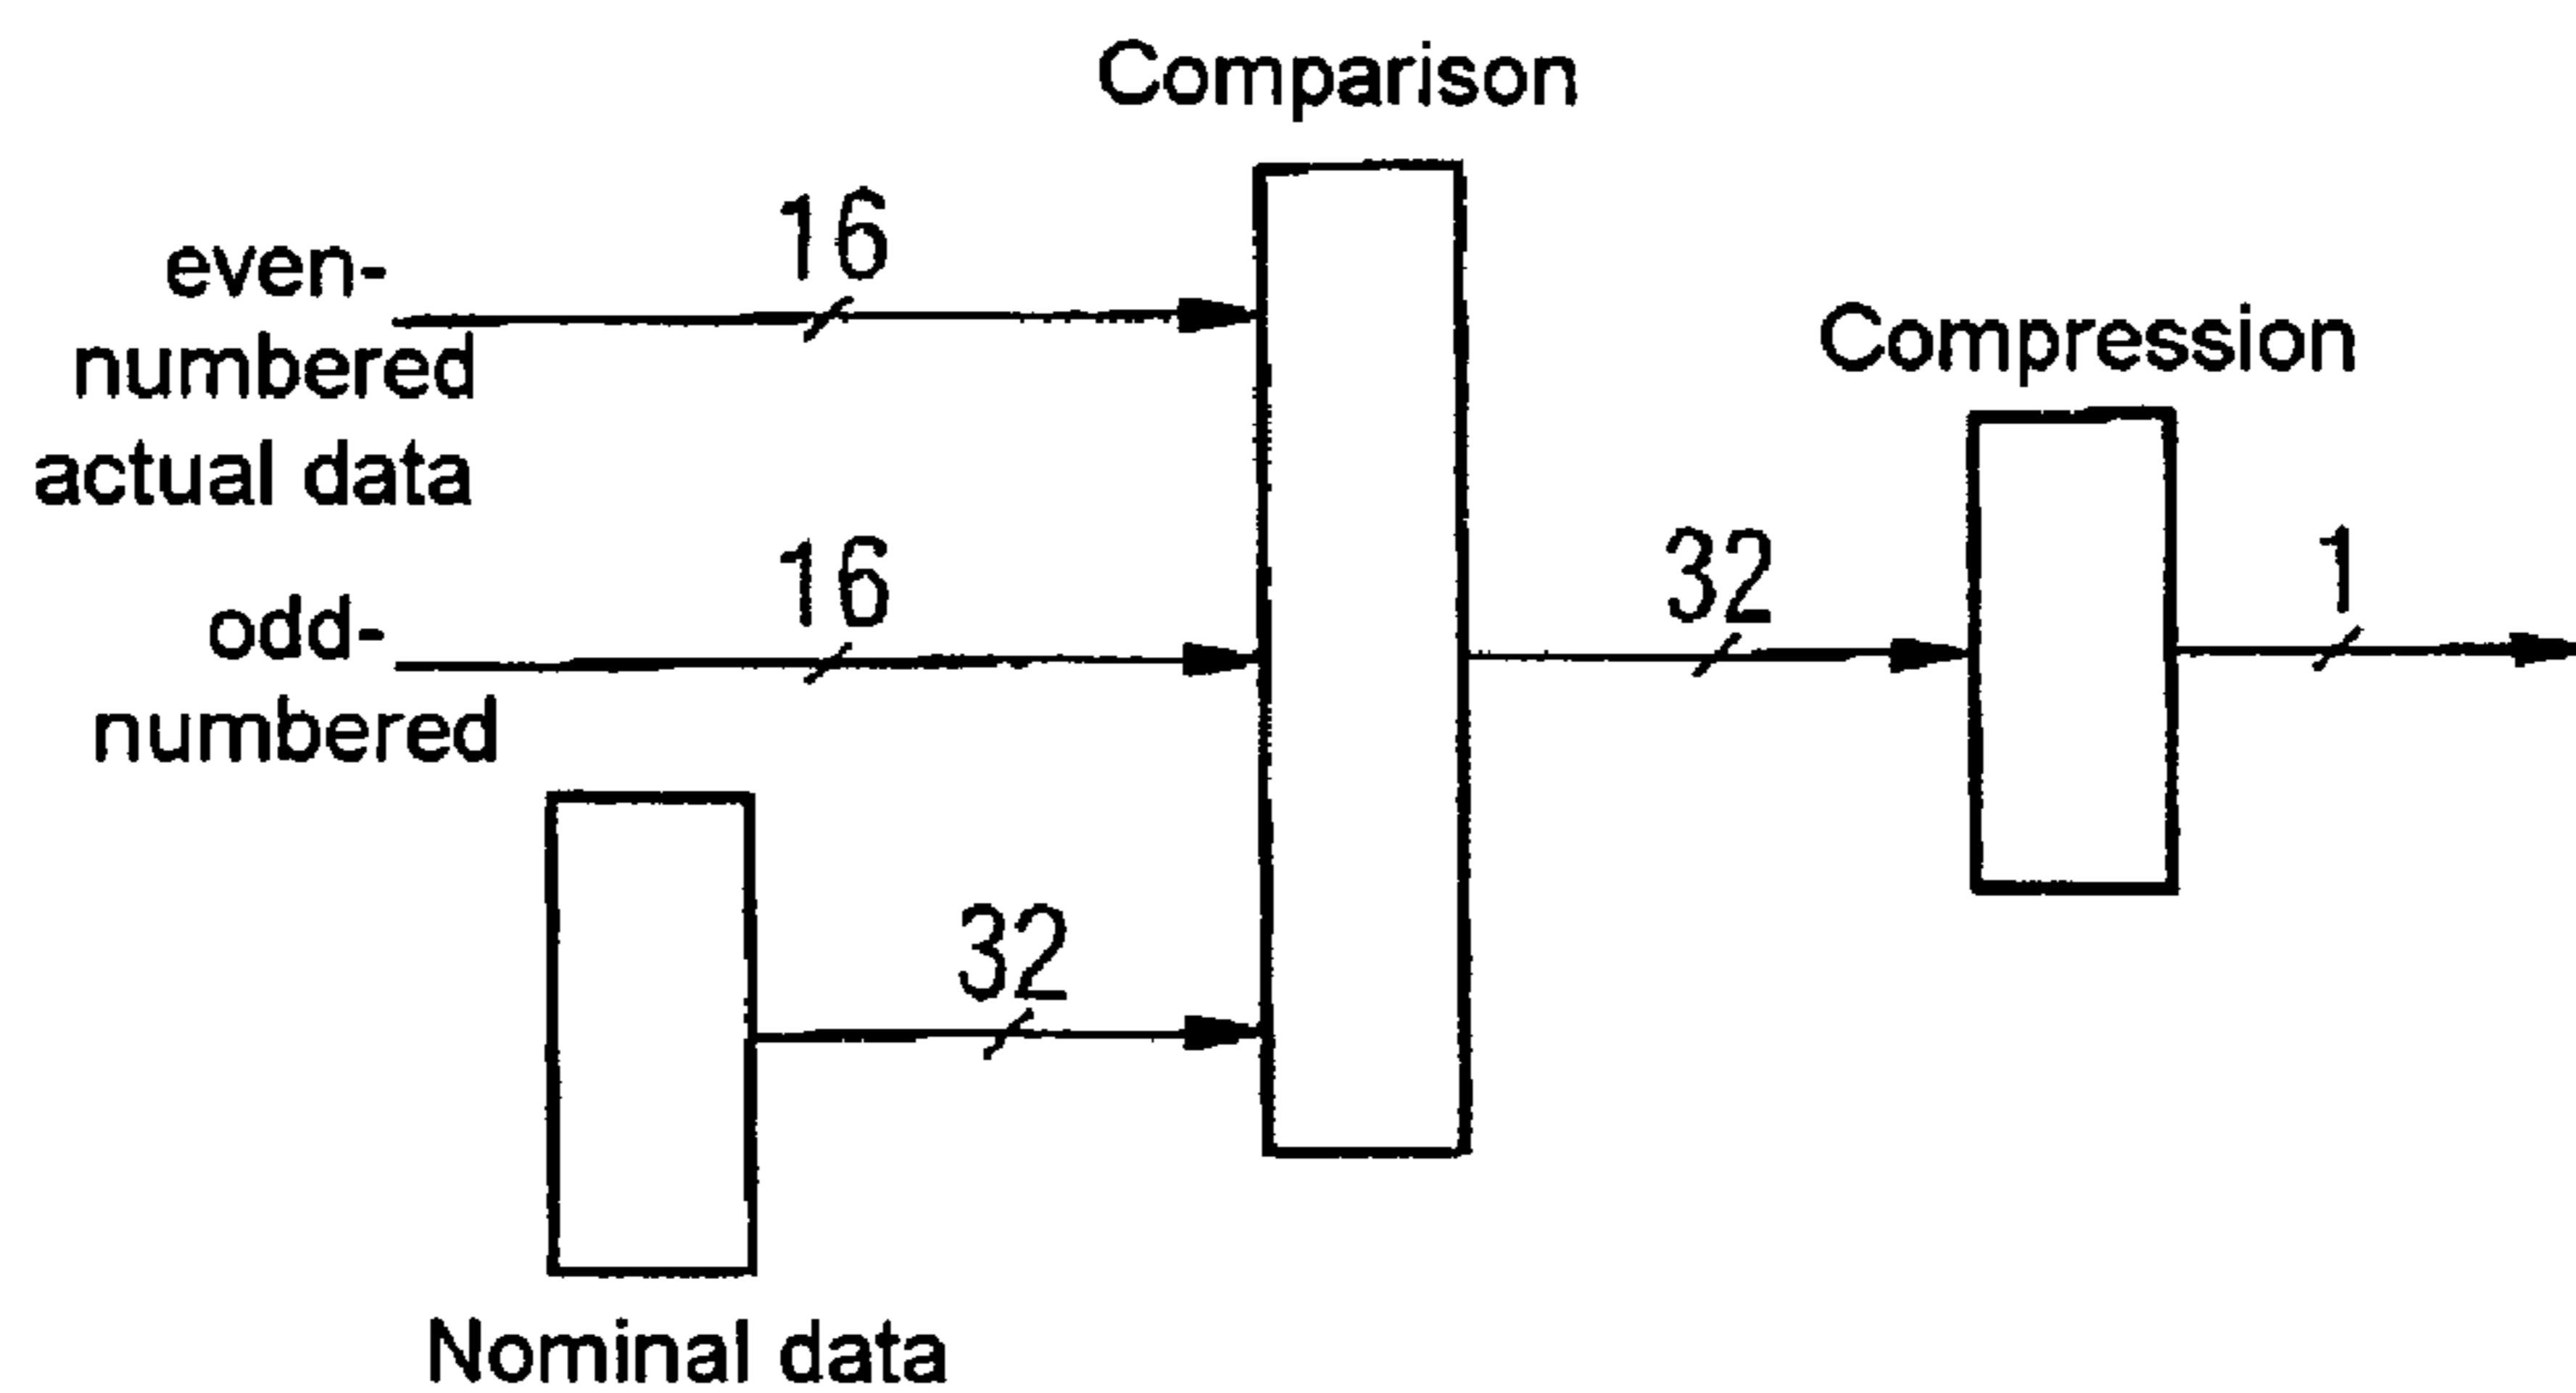 Comparison
16
even-
numbered
actual data
Compression
16
odd-
numbered
32
1
32
Nominal data